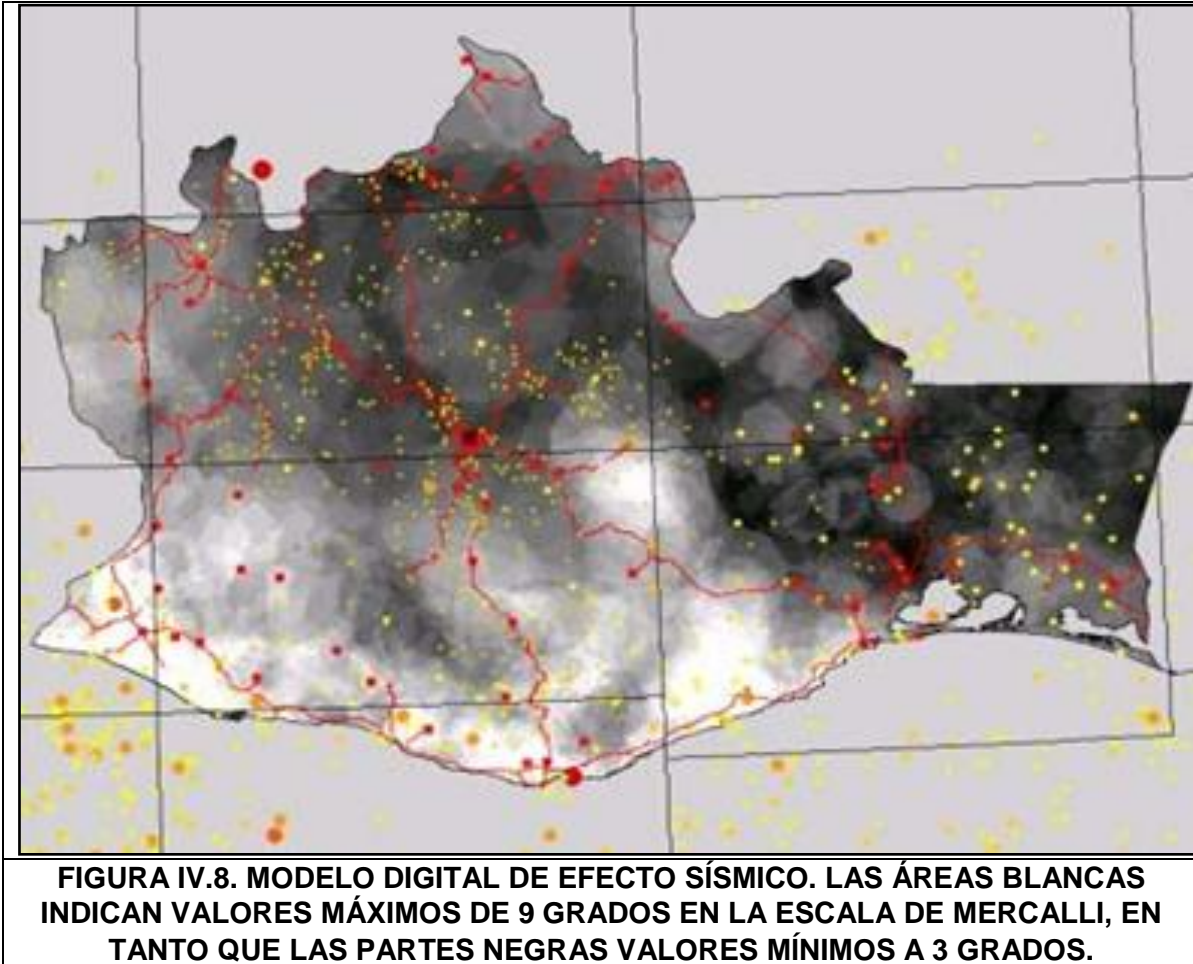 FIGURA IV.8. MODELO DIGITAL DE EFECTO SÍSMICO. LAS ÁREAS BLANCAS
INDICAN VALORES MÁXIMOS DE 9 GRADOS EN LA ESCALA DE MERCALLI, EN
TANTO QUE LAS PARTES NEGRAS VALORES MÍNIMOS A 3 GRADOS.